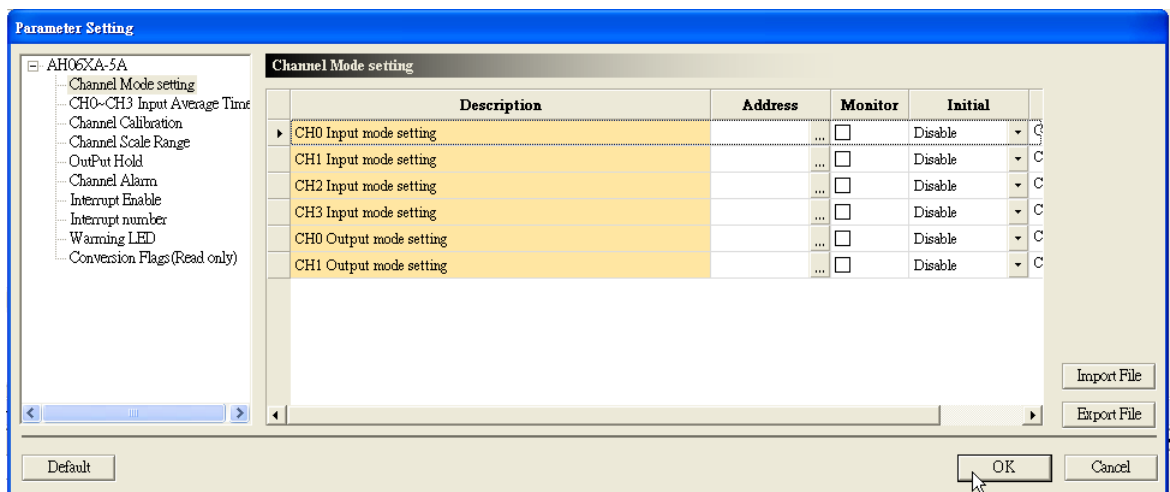 Parameter Setting
AH06XA-5A
Channel Mode setting
CH0~CH3 Input Average Time
Channel Calibration
Channel Scale Range
OutPut Hold
Channel Alarm
Interrupt Enable
Interrupt number
Warning LED
Conversion Flags(Read only)
Channel Mode setting
Description Address Monitor Initial
CH0 Input mode setting ... Disable C
CH1 Input mode setting ... Disable C
CH2 Input mode setting ... Disable C
CH3 Input mode setting ... Disable C
CH0 Output mode setting ... Disable C
CH1 Output mode setting ... Disable C
Import File
Export File
Default
OK
Cancel